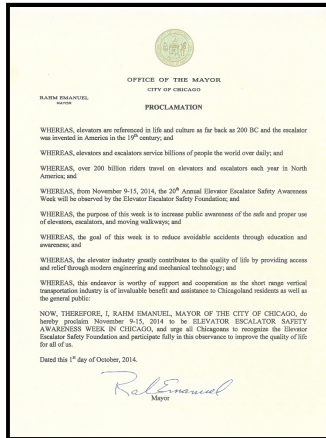 OFFICE OF THE MAYOR
CITY OF CHICAGO
RAHM EMANUEL
MAYOR
PROCLAMATION
WHEREAS, elevators are referenced in life and culture as far back as 200 BC and the escalator
was invented in America in the 19th century; and
WHEREAS, elevators and escalators service billions of people the world over daily; and
WHEREAS, over 200 billion riders travel on elevators and escalators each year in North
America; and
WHEREAS, from November 9-15, 2014, the 20th Annual Elevator Escalator Safety Awareness
Week will be observed by the Elevator Escalator Safety Foundation; and
WHEREAS, the purpose of this week is to increase public awareness of the safe and proper use
of elevators, escalators, and moving walkways; and
WHEREAS, the goal of this week is to reduce avoidable accidents through education and
awareness; and
WHEREAS, the elevator industry greatly contributes to the quality of life by providing access
and relief through modern engineering and mechanical technology; and
WHEREAS, this endeavor is worthy of support and cooperation as the short range vertical
transportation industry is of invaluable benefit and assistance to Chicagoland residents as well as
the general public:
NOW, THEREFORE, I, RAHM EMANUEL, MAYOR OF THE CITY OF CHICAGO, do
hereby proclaim November 9-15, 2014 to be ELEVATOR ESCALATOR SAFETY
AWARENESS WEEK IN CHICAGO, and urge all Chicagoans to recognize the Elevator
Escalator Safety Foundation and participate fully in this observance to improve the quality of life
for all of us.
Dated this 1st day of October, 2014.
Rahm Emanuel
Mayor